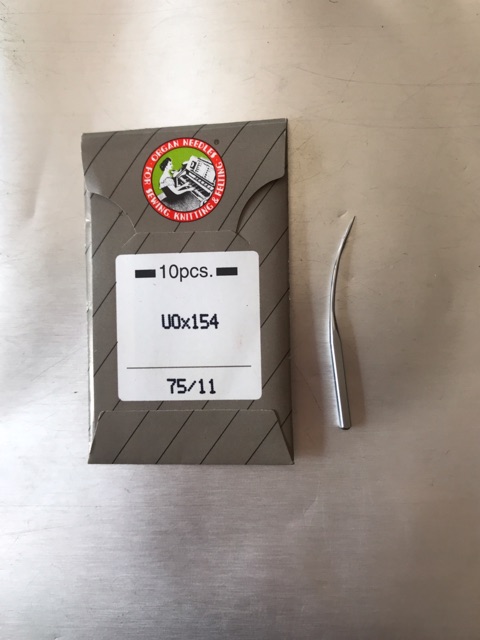 ORGAN NEEDLES
FOR SEWING, KNITTING & FELTING
®
10pcs.
UOx154
75/11